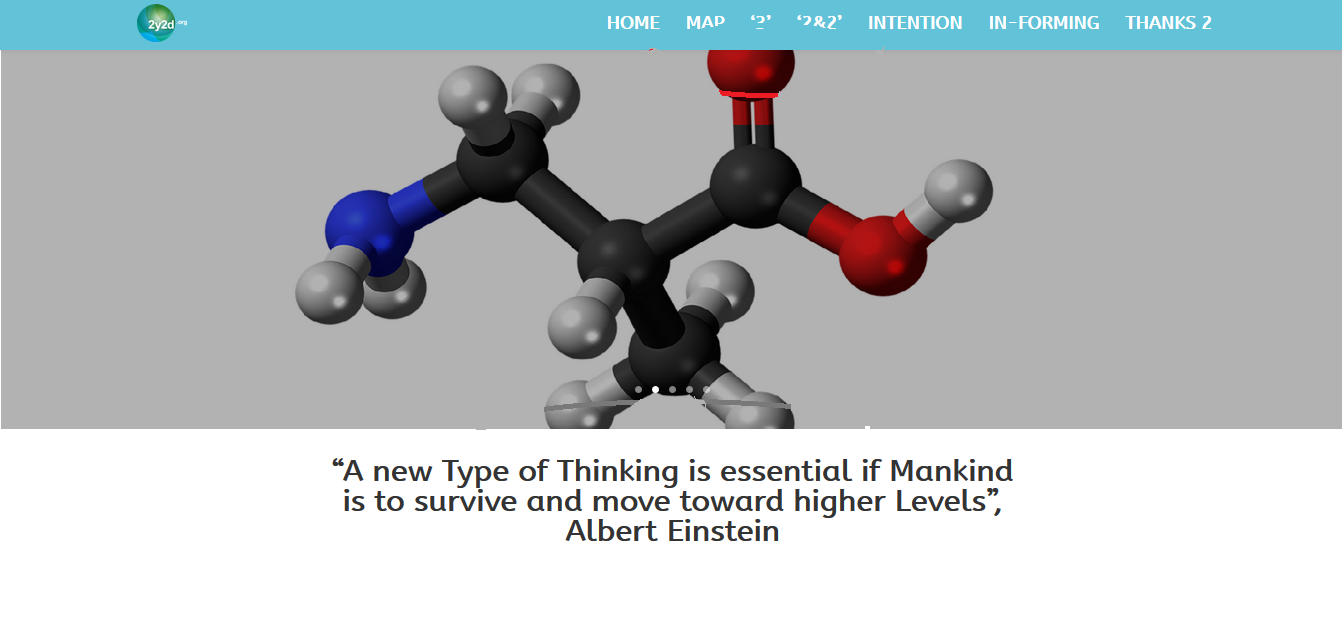 2y2d.org
HOME MAP ‘2’ ‘2&2’ INTENTION IN-FORMING THANKS 2
“A new Type of Thinking is essential if Mankind
is to survive and move toward higher Levels”,
Albert Einstein